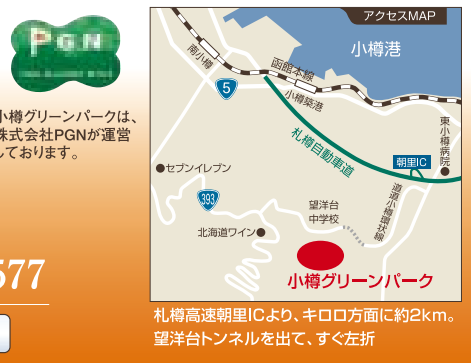 PGN
小樽グリーンパークは、
株式会社PGNが運営
しております。
577
アクセスMAP
小樽港
南小樽
函館本線
5
小樽築港
札樽自動車道
朝里IC
東小樽病院
セブンイレブン
393
望洋台
中学校
道道小樽環状線
北海道ワイン
小樽グリーンパーク
札樽高速朝里ICより、キロロ方面に約2km。
望洋台トンネルを出て、すぐ左折